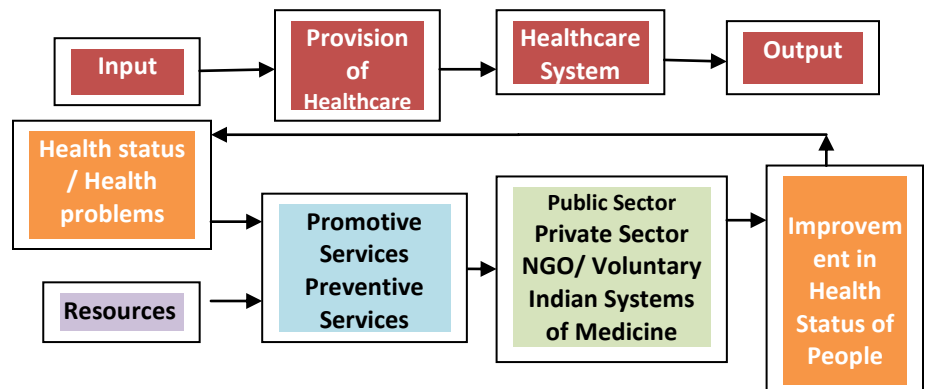 Input
Provision
of
Healthcare
Healthcare
System
Output
Health status
/ Health
problems
Resources
Promotive
Services
Preventive
Services
Public Sector
Private Sector
NGO/ Voluntary
Indian Systems
of Medicine
Improvem
ent in
Health
Status of
People